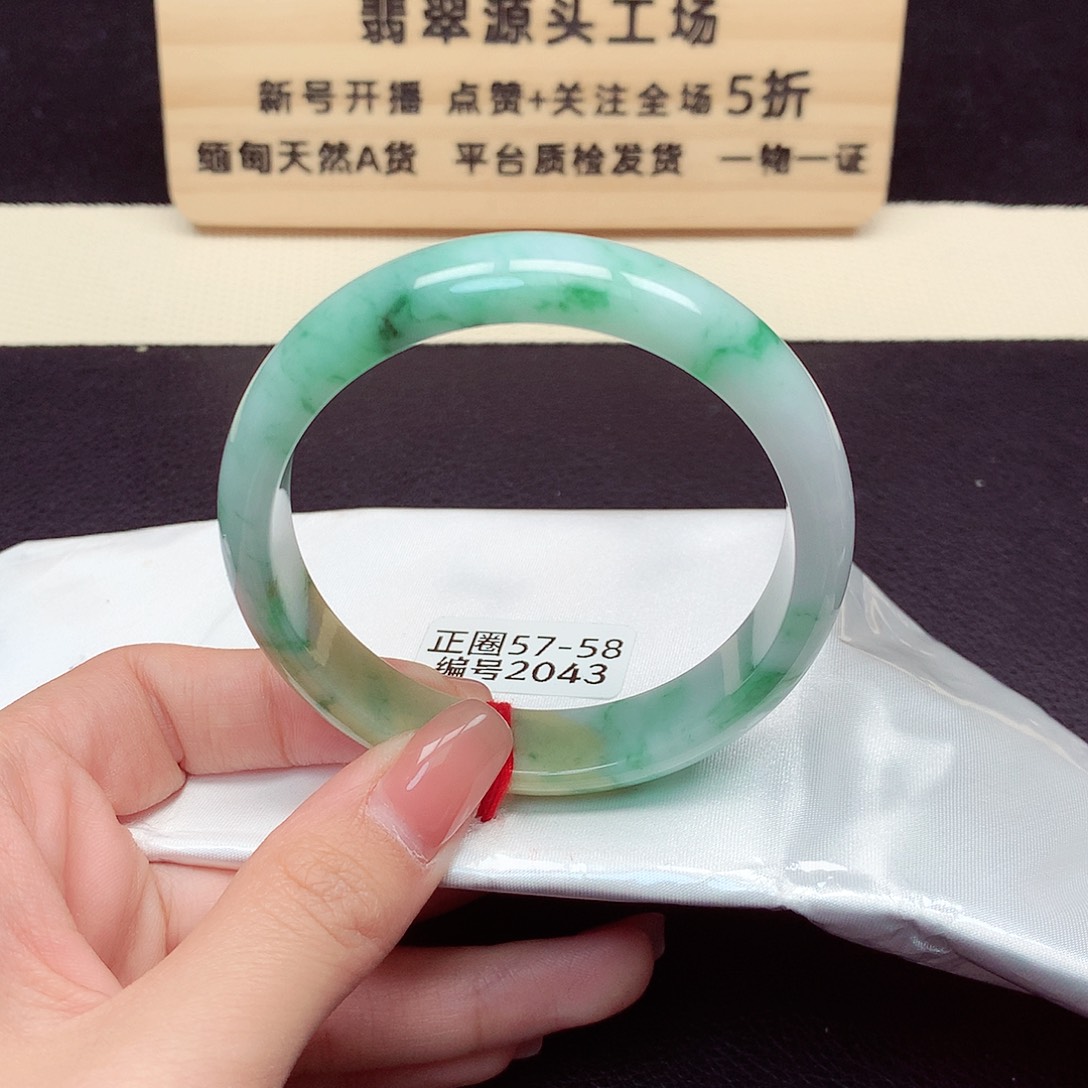 翡翠源头工场
新号开播 点赞+关注全场5折
缅甸天然A货 平台质检发货 一物一证
正圈57-58
编号2043